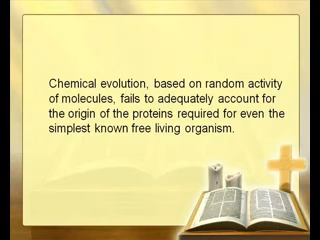 Chemical evolution, based on random activity
of molecules, fails to adequately account for
the origin of the proteins required for even the
simplest known free living organism.